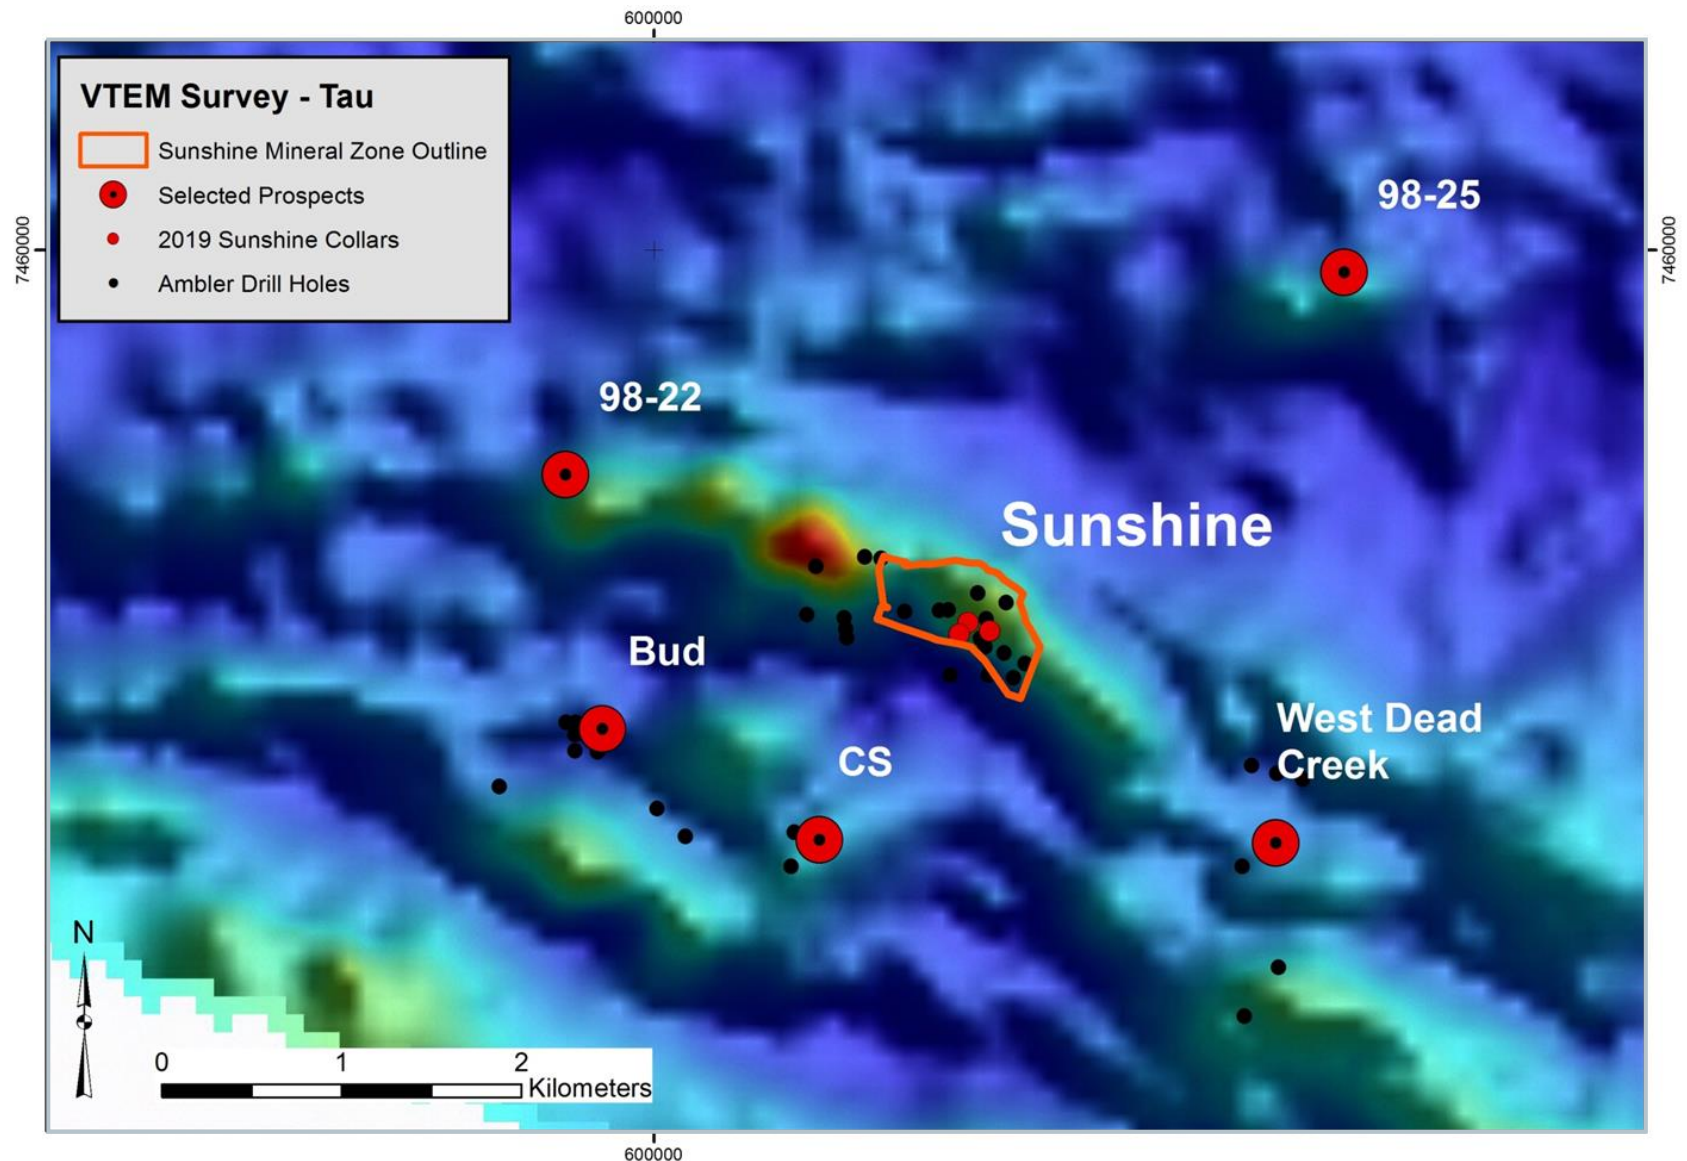 600000
VTEM Survey - Tau
Sunshine Mineral Zone Outline
Selected Prospects
2019 Sunshine Collars
Ambler Drill Holes
98-25
7460000
7460000
98-22
Sunshine
Bud
West Dead
Creek
CS
N
0 1 2
Kilometers
600000